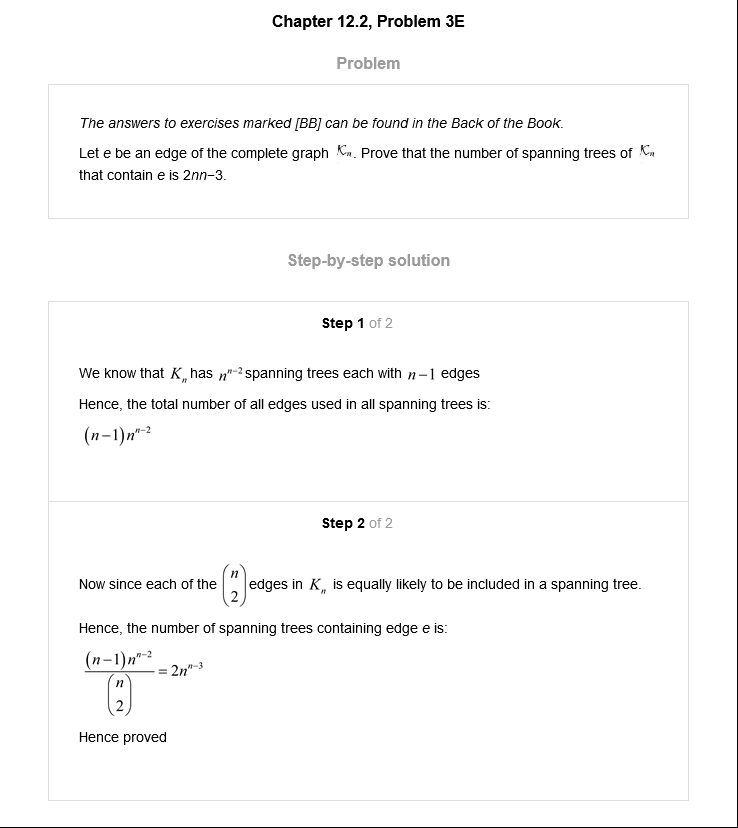 Chapter 12.2, Problem 3E
Problem
The answers to exercises marked [BB] can be found in the Back of the Book.
Let e be an edge of the complete graph 𝒦ₙ. Prove that the number of spanning trees of 𝒦ₙ
that contain e is 2nn−3.
Step-by-step solution
Step 1 of 2
We know that Kₙ has n^{n−2} spanning trees each with n−1 edges
Hence, the total number of all edges used in all spanning trees is:
(n−1)n^{n−2}
Step 2 of 2
Now since each of the \binom{n}{2} edges in Kₙ is equally likely to be included in a spanning tree.
Hence, the number of spanning trees containing edge e is:
\frac{(n−1)n^{n−2}}{\binom{n}{2}} = 2n^{n−3}
Hence proved